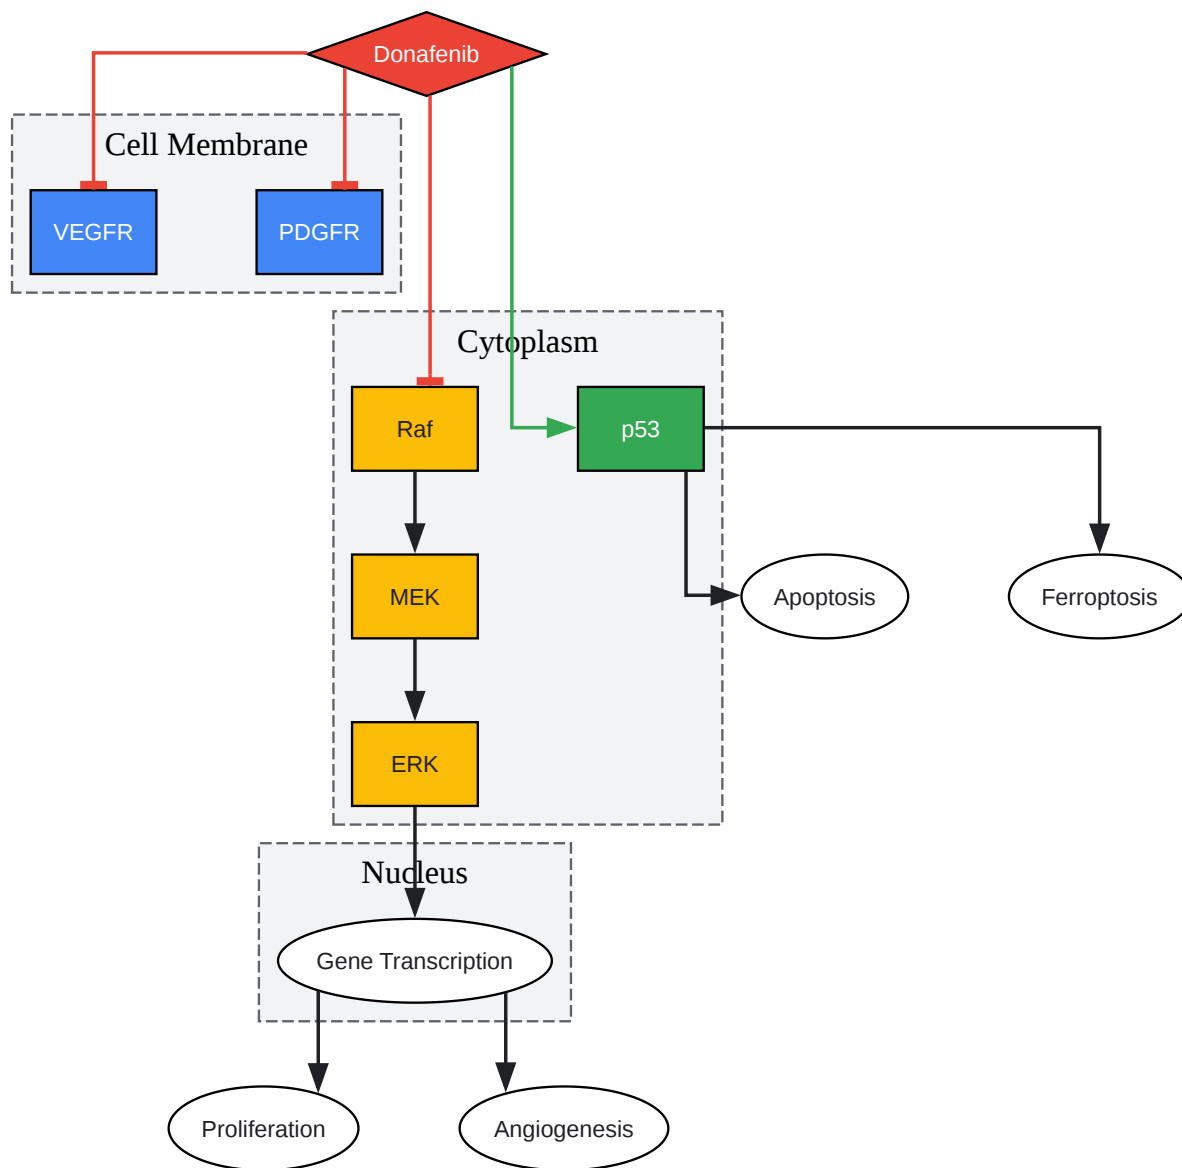 Donafenib
Cell Membrane
VEGFR
PDGFR
Cytoplasm
Raf
p53
MEK
Apoptosis
Ferroptosis
ERK
Nucleus
Gene Transcription
Proliferation
Angiogenesis